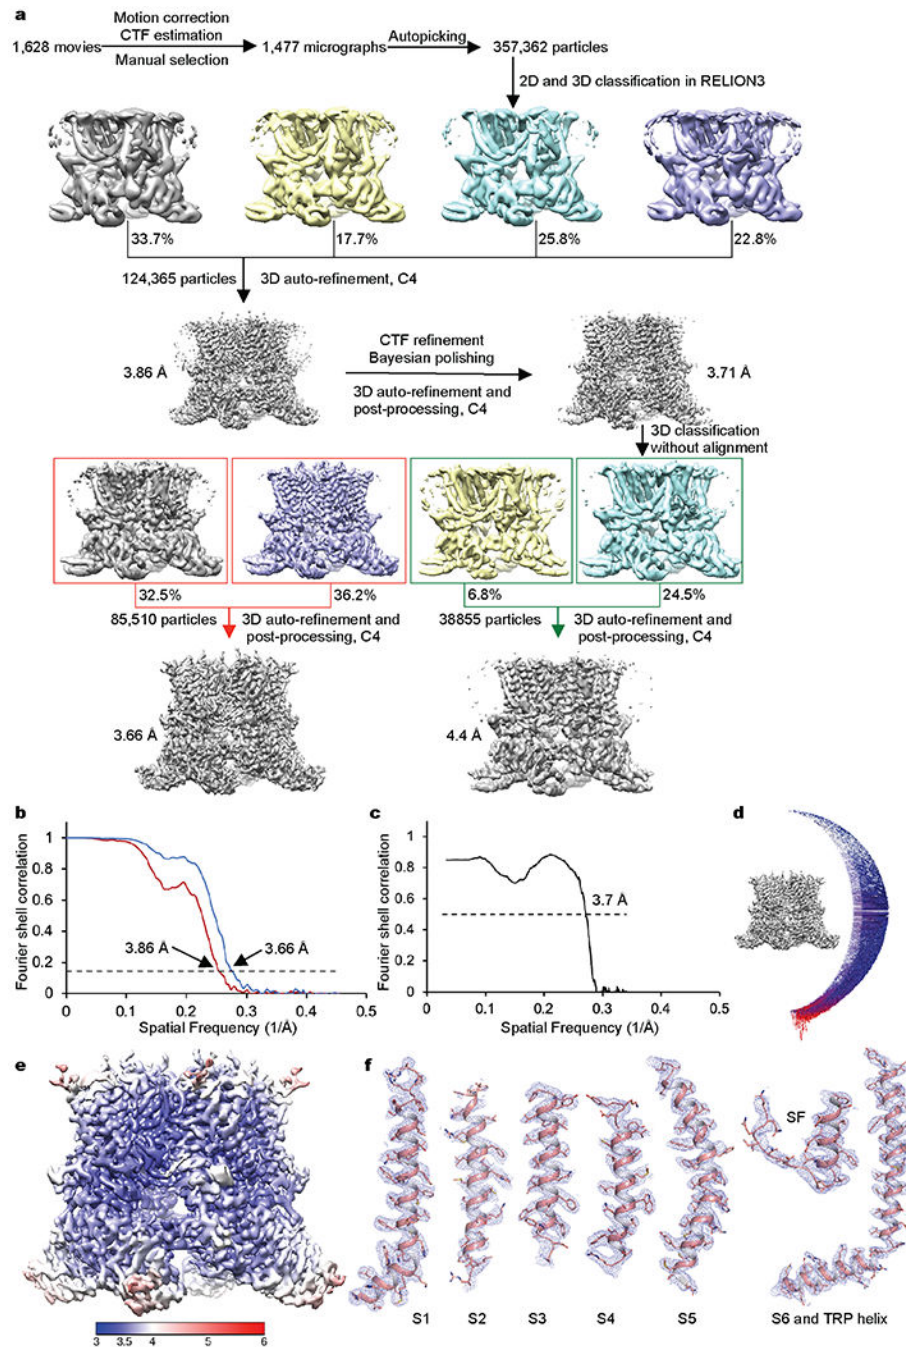 a
Motion correction
CTF estimation
1,628 movies
1,477 micrographs
Autopicking
357,362 particles
Manual selection
2D and 3D classification in RELION3
33.7%
17.7%
25.8%
22.8%
124,365 particles
3D auto-refinement, C4
3.86 Å
CTF refinement
Bayesian polishing
3D auto-refinement and
post-processing, C4
3.71 Å
3D classification
without alignment
32.5%
36.2%
6.8%
24.5%
85,510 particles
3D auto-refinement and
post-processing, C4
38855 particles
3D auto-refinement and
post-processing, C4
3.66 Å
4.4 Å
b
Fourier shell correlation
1
0.8
0.6
0.4
0.2
0
3.86 Å
3.66 Å
0 0.1 0.2 0.3 0.4 0.5
Spatial Frequency (1/Å)
c
Fourier shell correlation
1
0.8
0.6
0.4
0.2
0
3.7 Å
0 0.1 0.2 0.3 0.4 0.5
Spatial Frequency (1/Å)
d
e
3 3.5 4 5 6
f
SF
S1 S2 S3 S4 S5 S6 and TRP helix